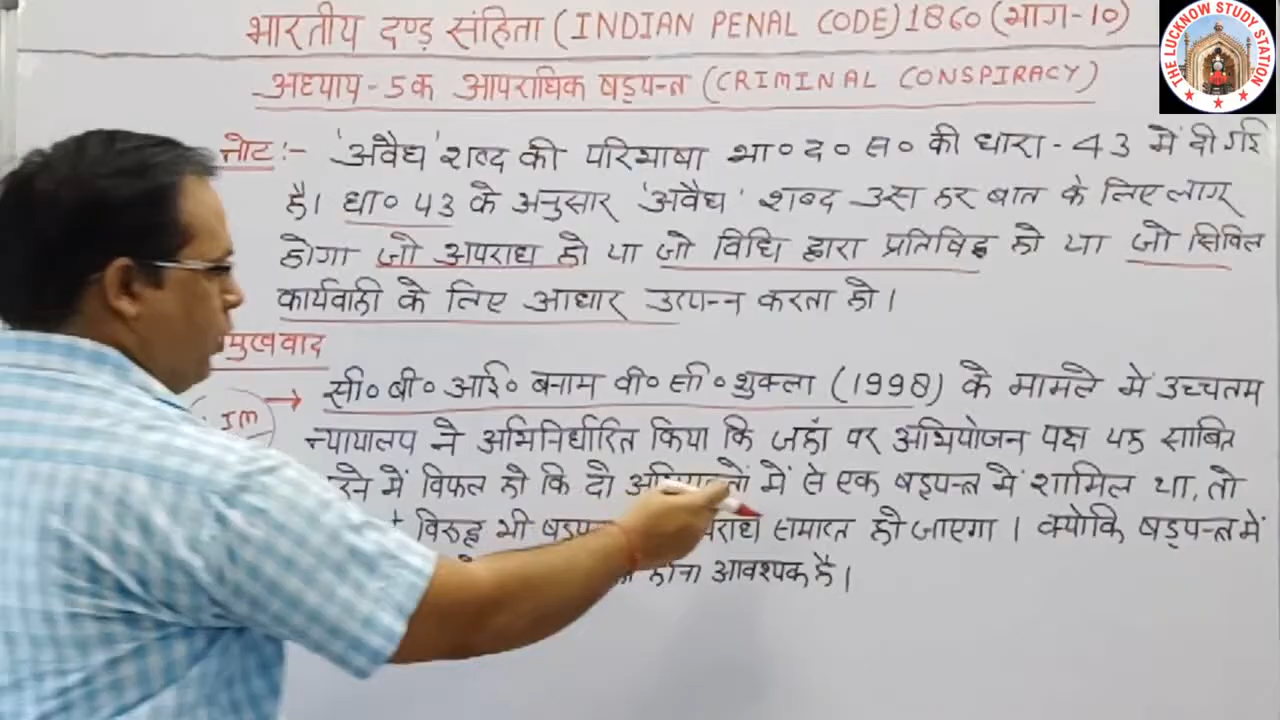 भारतीय दण्ड़ संहिता (INDIAN PENAL CODE) 1860 (भाग-10)
अध्याय-5क आपराधिक षड़यन्त्र (CRIMINAL CONSPIRACY)
THE LUCKNOW STUDY STATION
नोट:- 'अवैध' शब्द की परिभाषा भा० द० स० की धारा-43 में दी गई
है। धा० 43 के अनुसार 'अवैध' शब्द उस हर बात के लिए लागू
होगा जो अपराध हो या जो विधि द्वारा प्रतिषिद्ध हो या जो सिविल
कार्यवाही के लिए आधार उत्पन्न करता हो।
मुखवाद
IM → सी० बी० आई० बनाम वी० सी० शुक्ला (1998) के मामले में उच्चतम
न्यायालय ने अभिनिर्धारित किया कि जहां पर अभियोजन पक्ष यह साबित
में विफल हो कि दो में से एक षड़यन्त्र में शामिल था, तो
विरुद्ध भी समाप्त हो जाएगा। क्योकि षड़यन्त्र में
होना आवश्यक है।